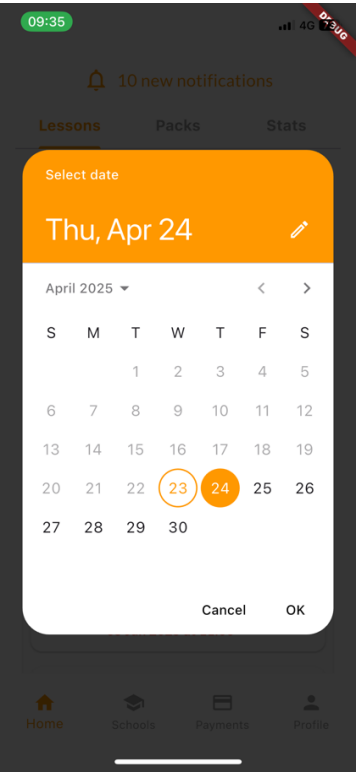 09:35
4G
DEBUG
10 new notifications
Lessons Packs Stats
Select date
Thu, Apr 24
April 2025
S M T W T F S
1 2 3 4 5
6 7 8 9 10 11 12
13 14 15 16 17 18 19
20 21 22 23 24 25 26
27 28 29 30
Cancel OK
Home Schools Payments Profile